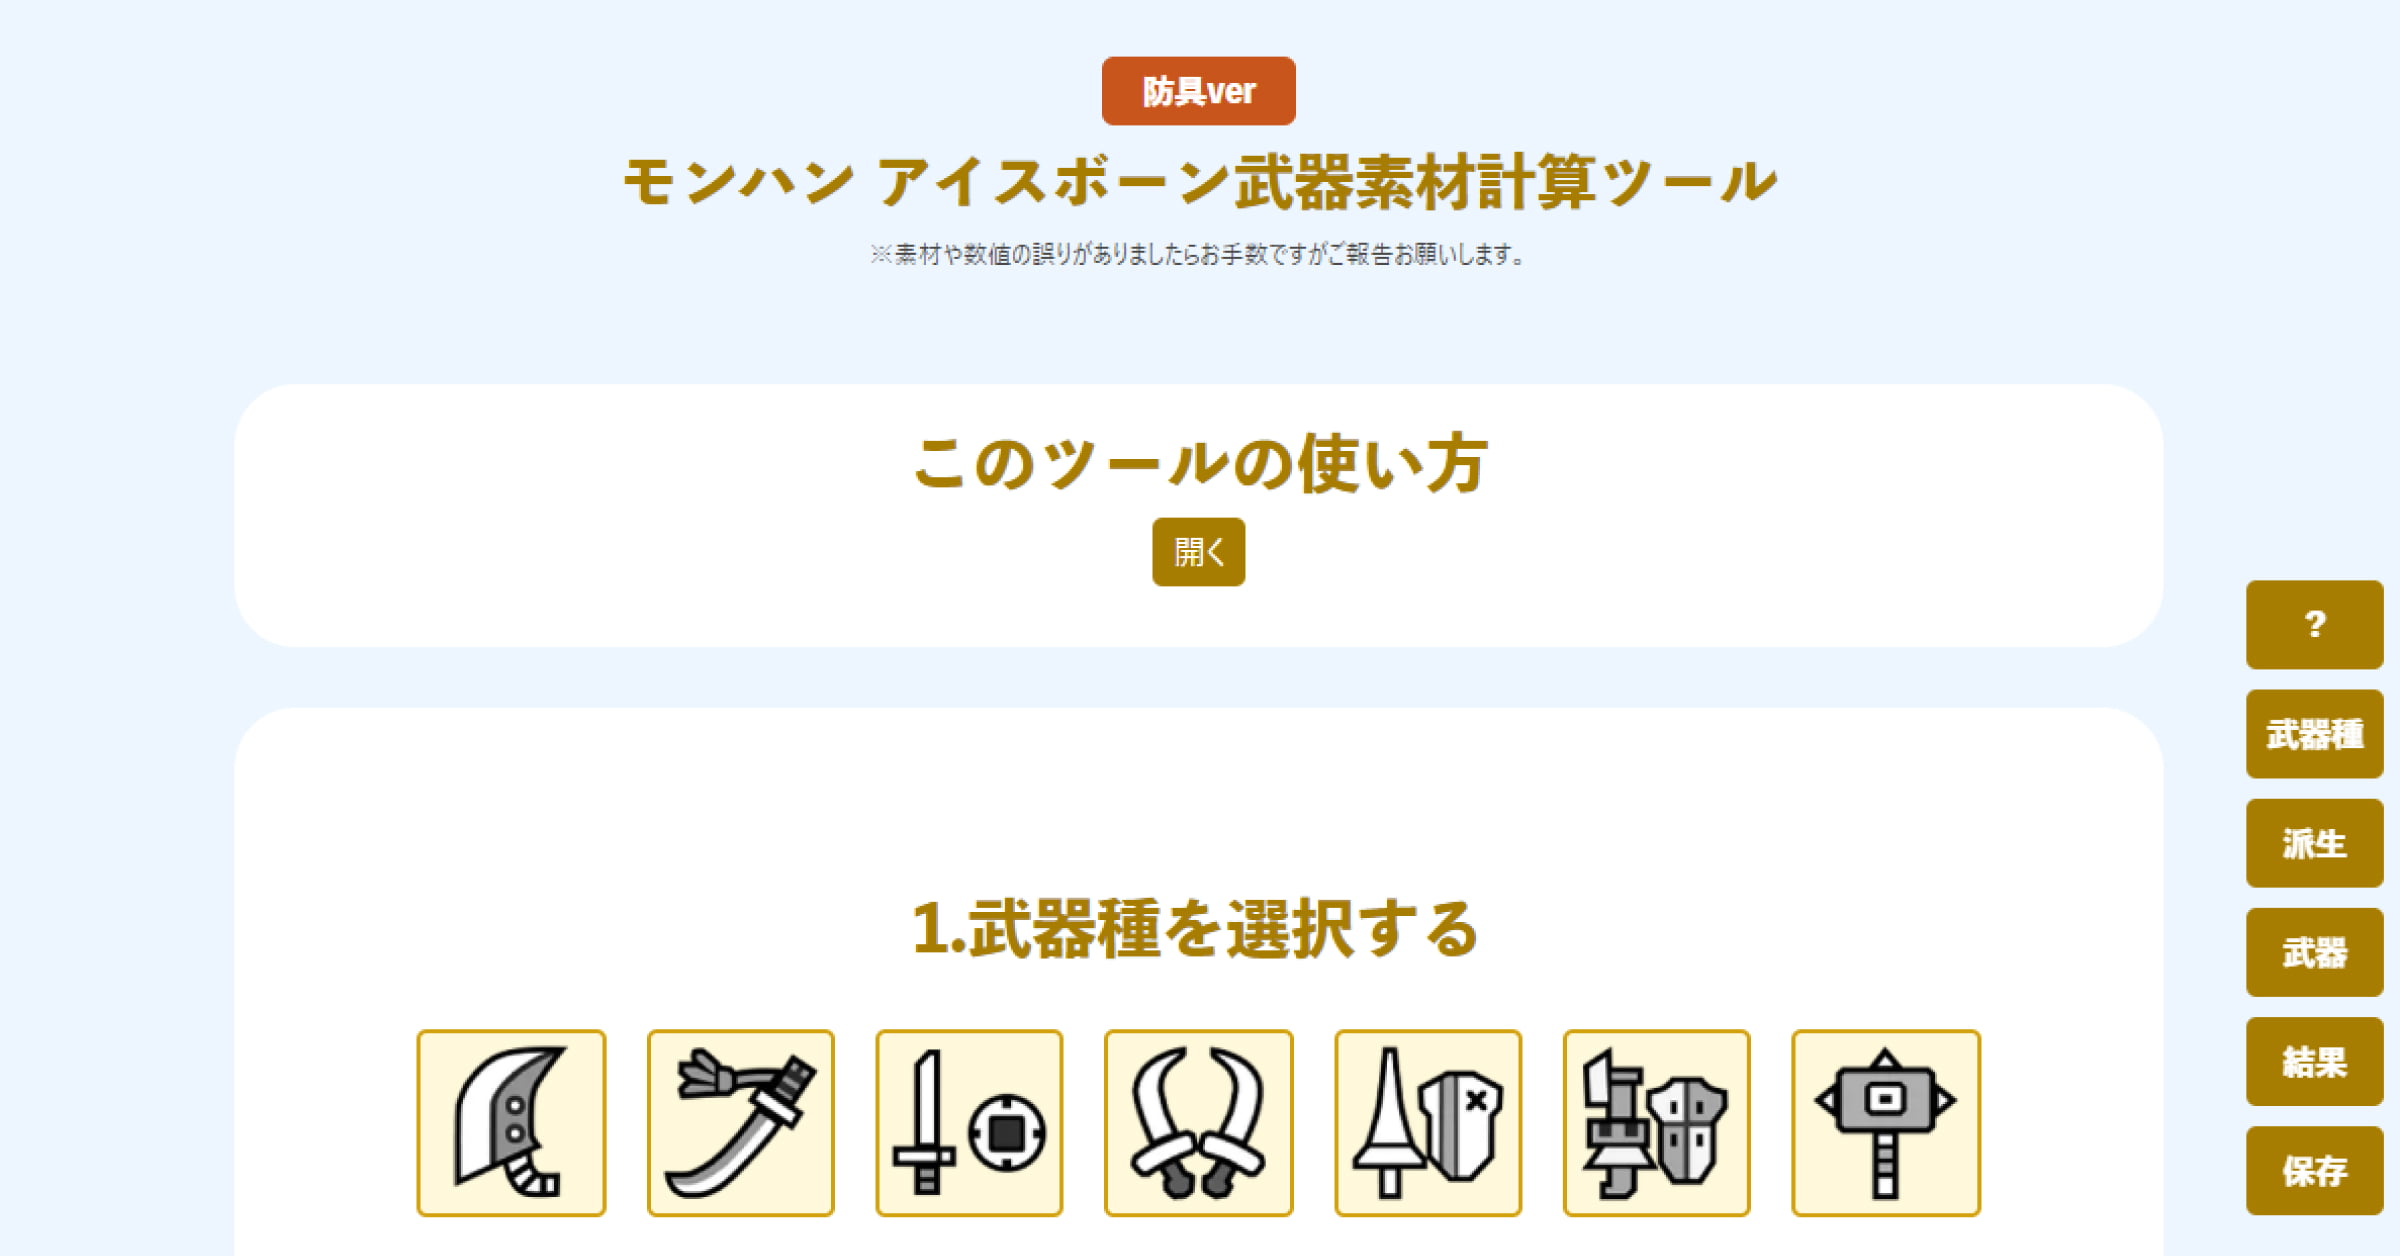 防具ver
モンハン アイスボーン武器素材計算ツール
※素材や数値の誤りがありましたらお手数ですがご報告お願いします。
このツールの使い方
開く
?
武器種
派生
武器
結果
保存
1.武器種を選択する